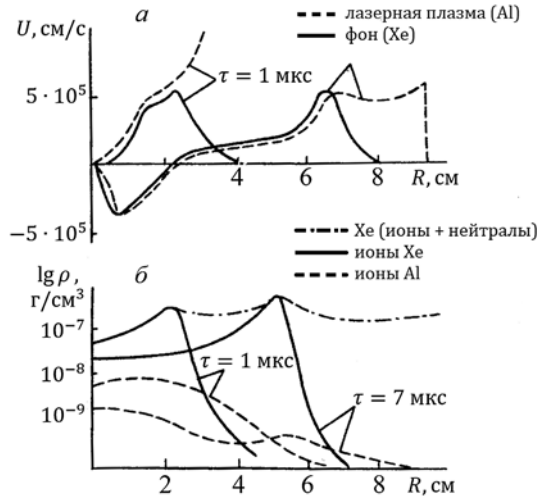 U, см/с
а
лазерная плазма (Al)
фон (Xe)
τ = 1 мкс
5 · 10⁵
0
2
4
6
8
R, см
−5 · 10⁵
Xe (ионы + нейтралы)
ионы Xe
ионы Al
lg ρ,
г/см³
б
10⁻⁷
10⁻⁸
10⁻⁹
τ = 1 мкс
τ = 7 мкс
0
2
4
6
8
R, см